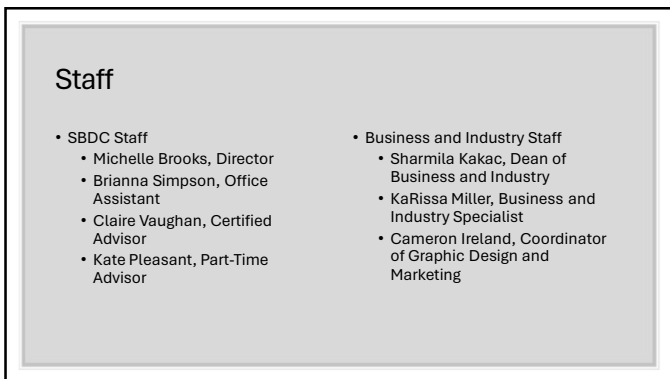 Staff
• SBDC Staff
• Michelle Brooks, Director
• Brianna Simpson, Office
Assistant
• Claire Vaughan, Certified
Advisor
• Kate Pleasant, Part-Time
Advisor
• Business and Industry Staff
• Sharmila Kakac, Dean of
Business and Industry
• KaRissa Miller, Business and
Industry Specialist
• Cameron Ireland, Coordinator
of Graphic Design and
Marketing